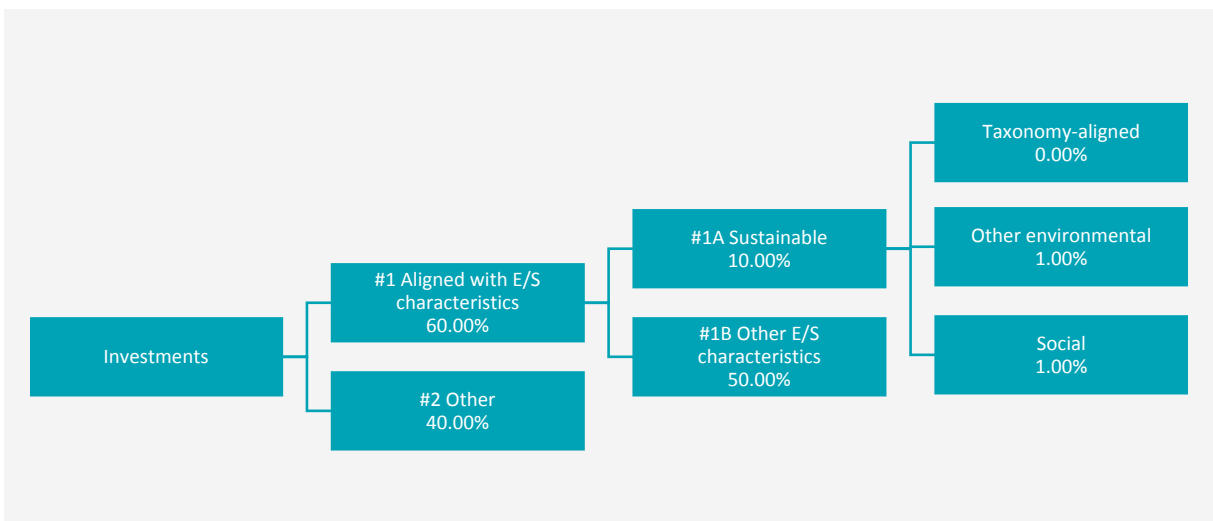 Investments
#1 Aligned with E/S
characteristics
60.00%
#2 Other
40.00%
#1A Sustainable
10.00%
#1B Other E/S
characteristics
50.00%
Taxonomy-aligned
0.00%
Other environmental
1.00%
Social
1.00%